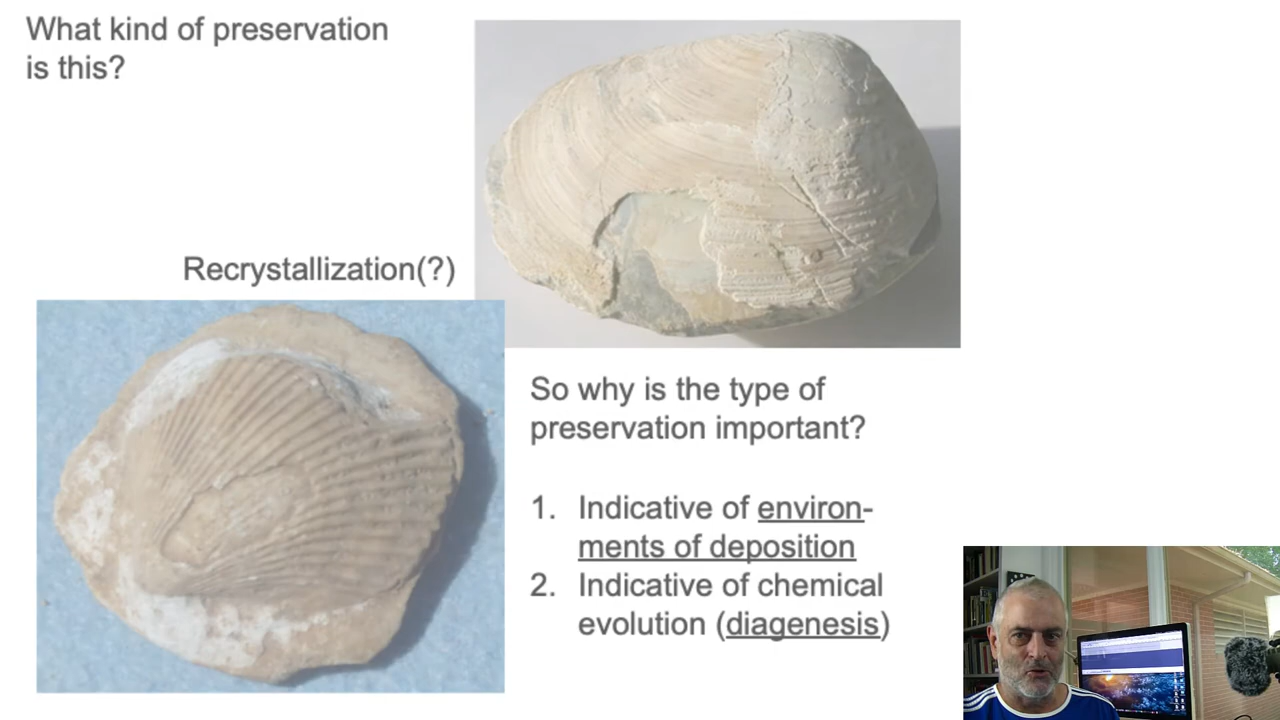 What kind of preservation
is this?
Recrystallization(?)
So why is the type of
preservation important?
1. Indicative of environ-
ments of deposition
2. Indicative of chemical
evolution (diagenesis)